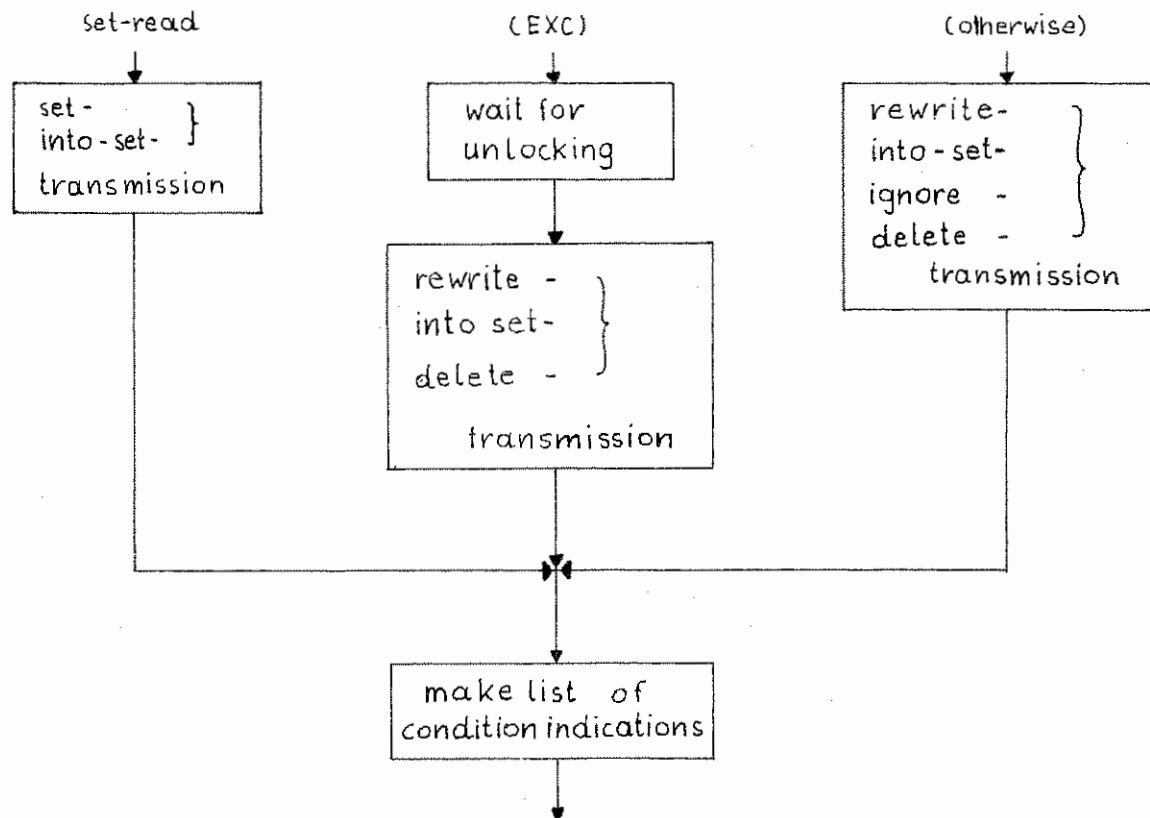 set-read
set-
into-set-
transmission
(EXC)
wait for
unlocking
rewrite -
into set-
delete -
transmission
(otherwise)
rewrite-
into-set-
ignore -
delete -
transmission
make list of
condition indications